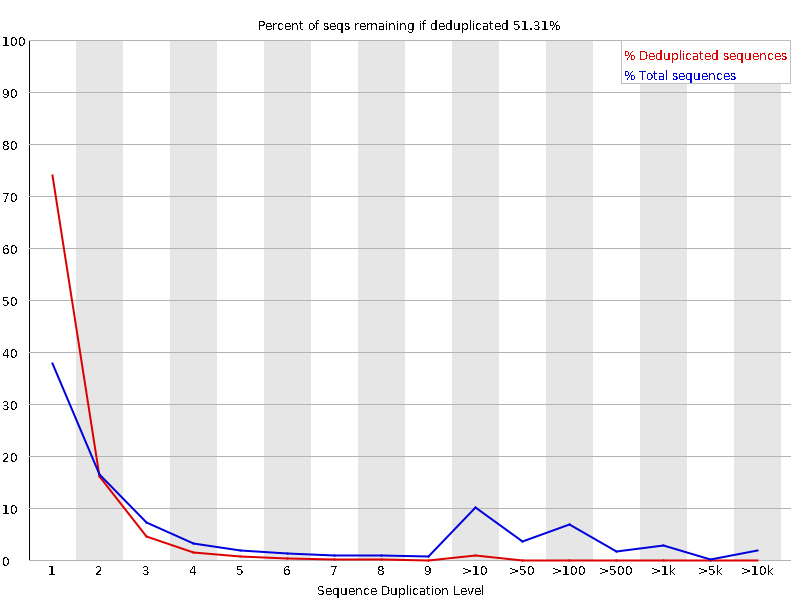 Percent of seqs remaining if deduplicated 51.31%
% Deduplicated sequences
% Total sequences
100
90
80
70
60
50
40
30
20
10
0
1 2 3 4 5 6 7 8 9 >10 >50 >100 >500 >1k >5k >10k
Sequence Duplication Level